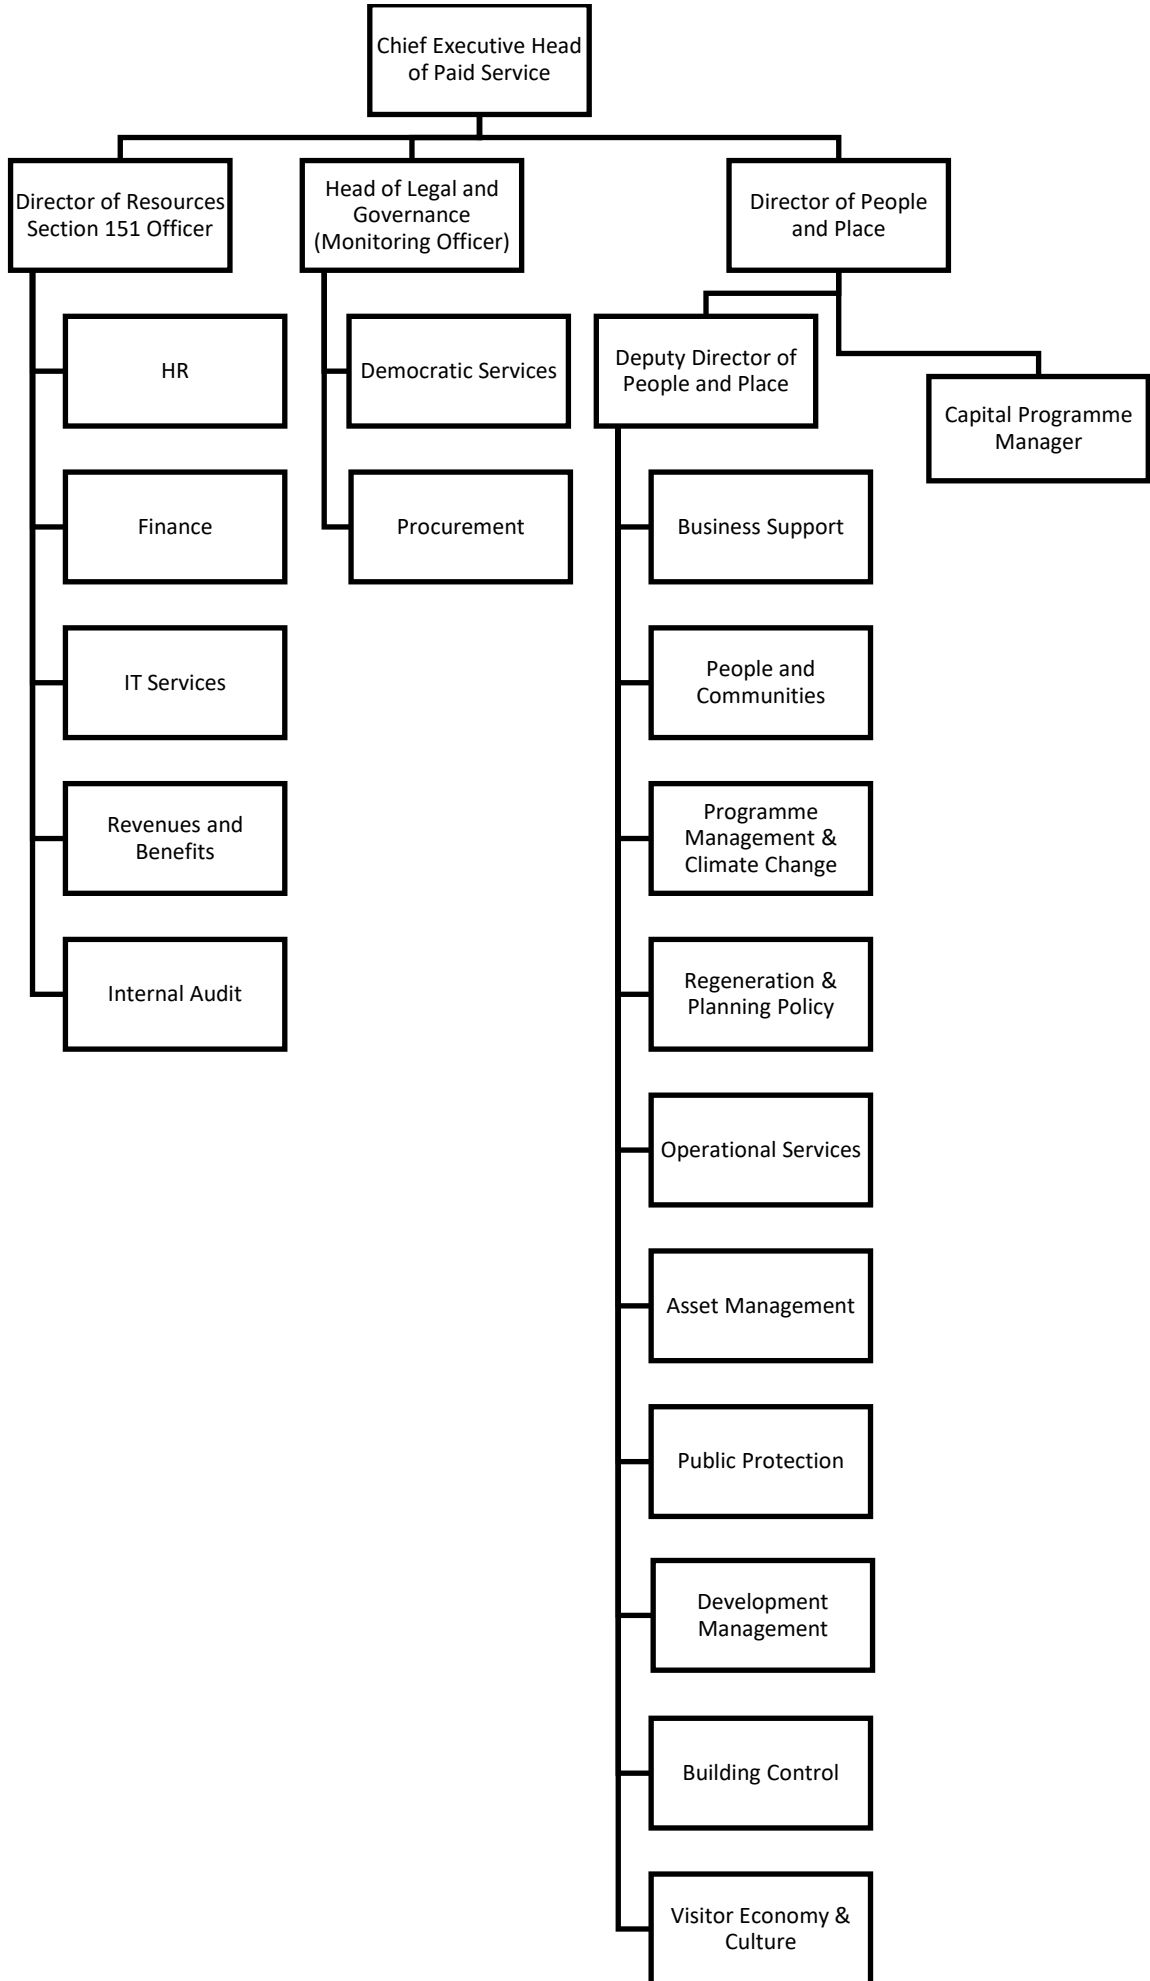 Chief Executive Head
of Paid Service
Director of Resources
Section 151 Officer
Head of Legal and
Governance
(Monitoring Officer)
Director of People
and Place
HR
Finance
IT Services
Revenues and
Benefits
Internal Audit
Democratic Services
Procurement
Deputy Director of
People and Place
Capital Programme
Manager
Business Support
People and
Communities
Programme
Management &
Climate Change
Regeneration &
Planning Policy
Operational Services
Asset Management
Public Protection
Development
Management
Building Control
Visitor Economy &
Culture